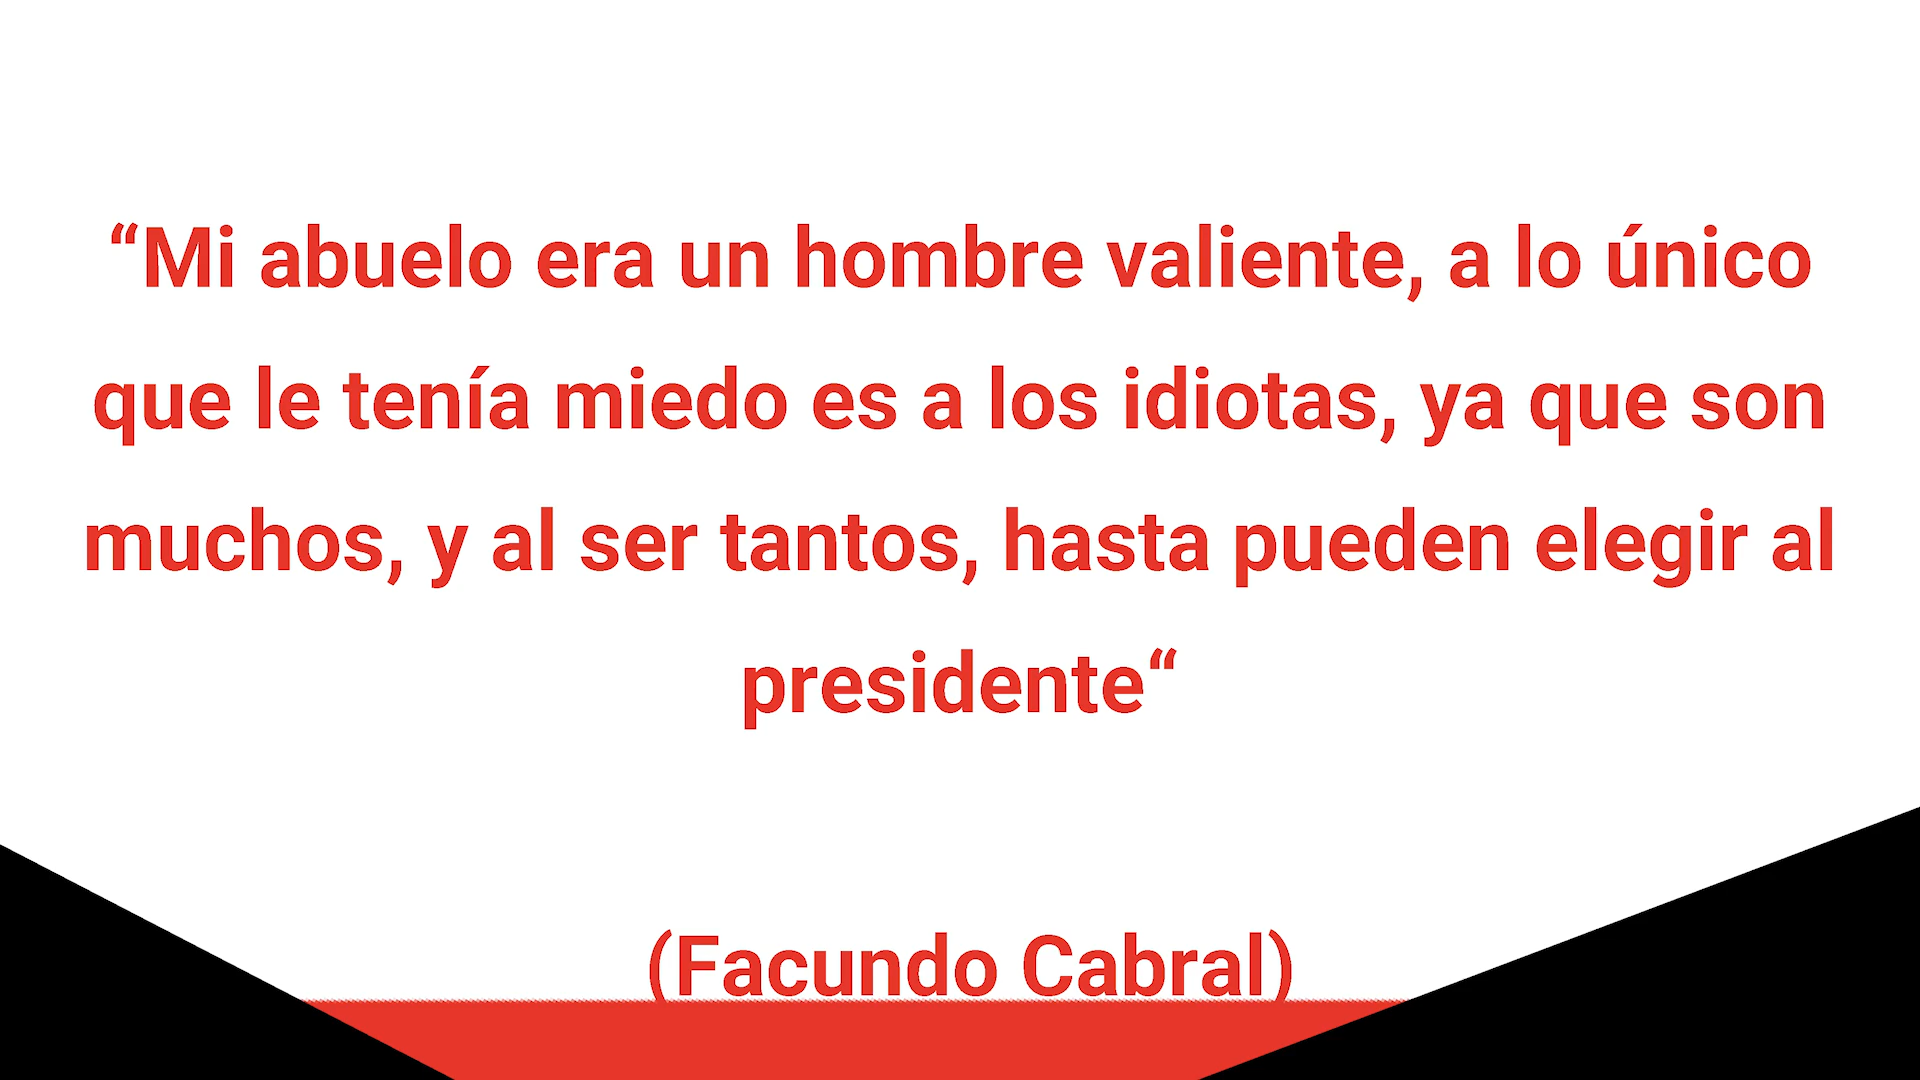 “Mi abuelo era un hombre valiente, a lo único
que le tenía miedo es a los idiotas, ya que son
muchos, y al ser tantos, hasta pueden elegir al
presidente“
(Facundo Cabral)